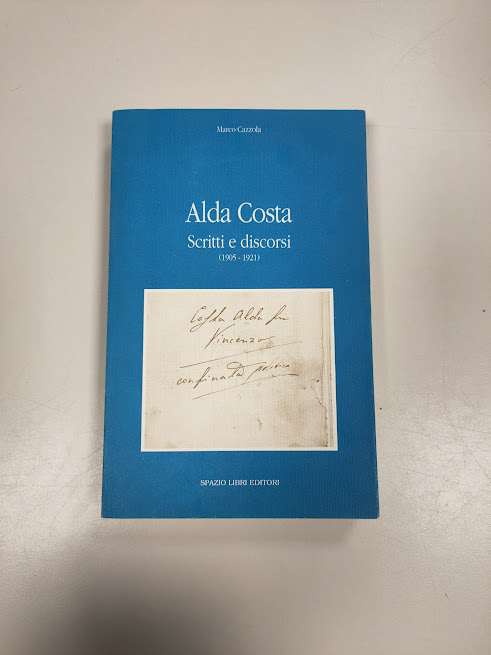 Marco Cazzola
Alda Costa
Scritti e discorsi
(1905 - 1921)
Costa Alda fu
Vincenzo
confinata politica
SPAZIO LIBRI EDITORI